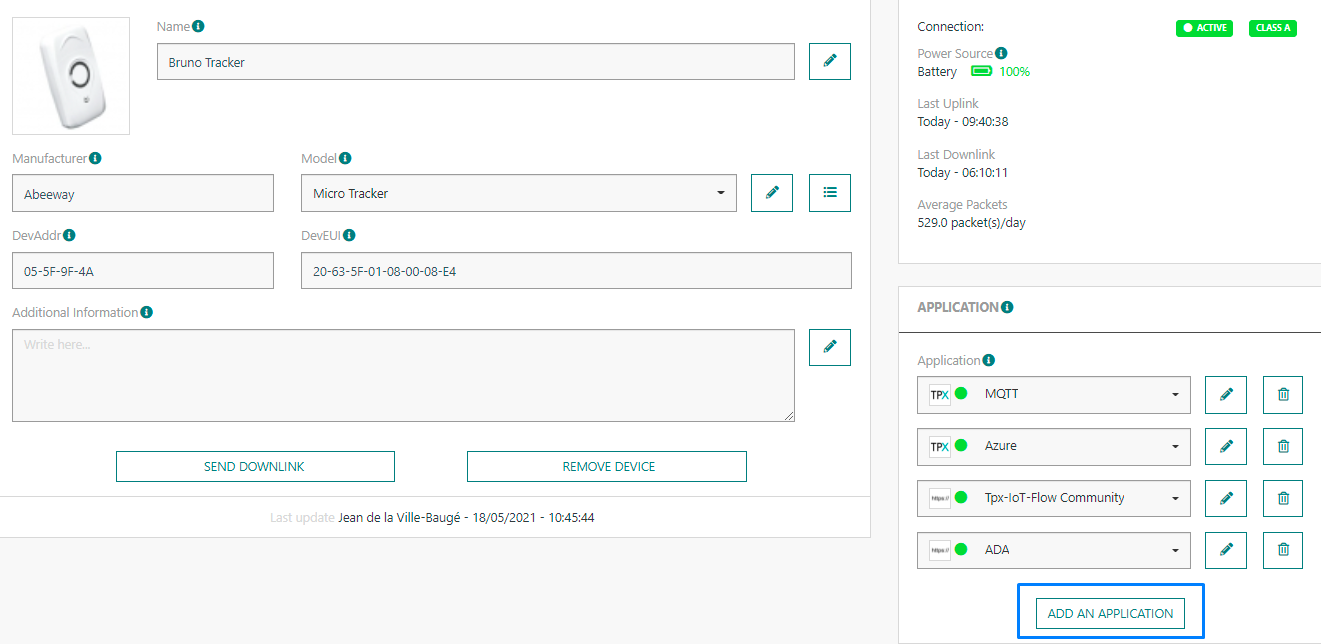 Name
Bruno Tracker
Manufacturer
Model
Abeeway
Micro Tracker
DevAddr
DevEUI
05-5F-9F-4A
20-63-5F-01-08-00-08-E4
Additional Information
Write here...
SEND DOWNLINK
REMOVE DEVICE
Last update Jean de la Ville-Baugé - 18/05/2021 - 10:45:44
Connection:
ACTIVE
CLASS A
Power Source
Battery 100%
Last Uplink
Today - 09:40:38
Last Downlink
Today - 06:10:11
Average Packets
529.0 packet(s)/day
APPLICATION
Application
TPX MQTT
TPX Azure
https:// Tpx-IoT-Flow Community
https:// ADA
ADD AN APPLICATION